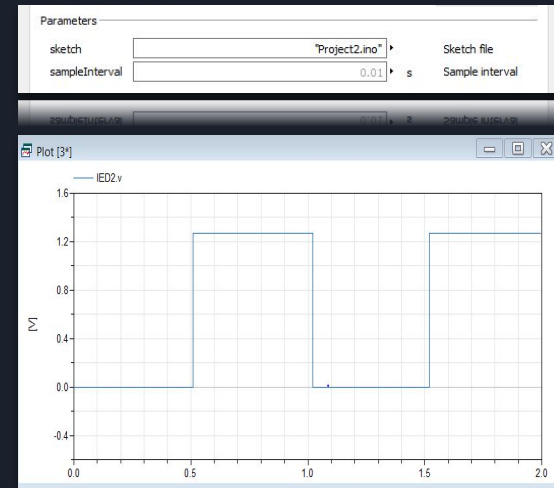 Parameters
sketch "Project2.ino" Sketch file
sampleInterval 0.01 s Sample interval
Plot [3*]
lED2.v
1.6
1.2
0.8
[V]
0.4
0.0
-0.4
0.0 0.5 1.0 1.5 2.0